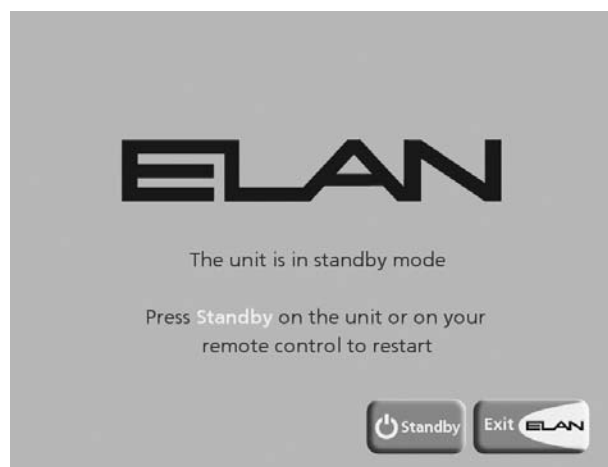 ELAN
The unit is in standby mode
Press Standby on the unit or on your
remote control to restart
Standby
Exit ELAN